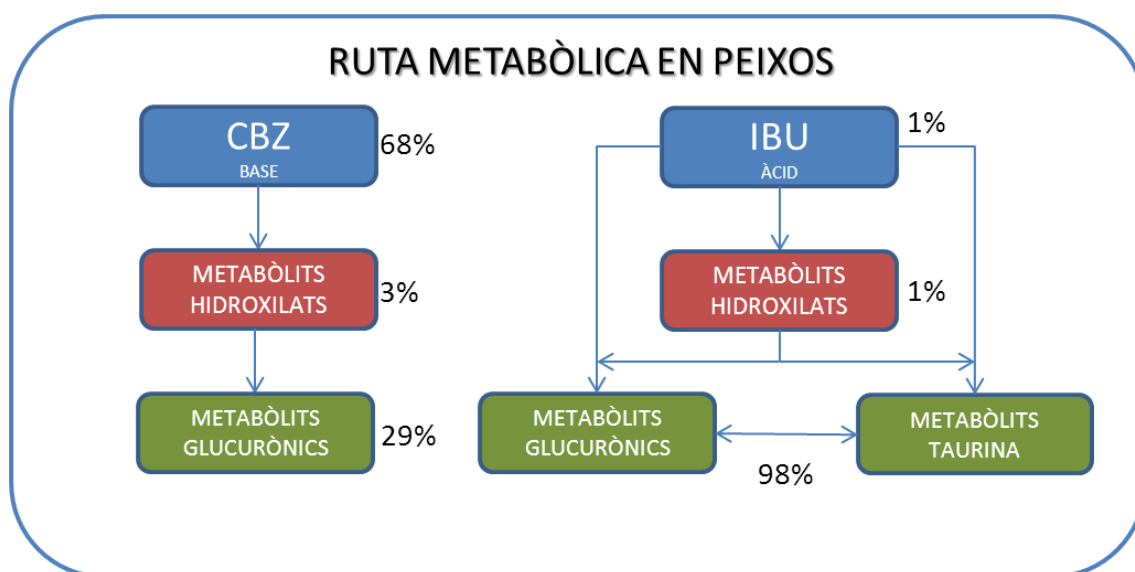 RUTA METABÒLICA EN PEIXOS
CBZ
BASE
68%
METABÒLITS
HIDROXILATS
3%
METABÒLITS
GLUCURÒNICS
29%
IBU
ÀCID
1%
METABÒLITS
HIDROXILATS
1%
METABÒLITS
GLUCURÒNICS
98%
METABÒLITS
TAURINA